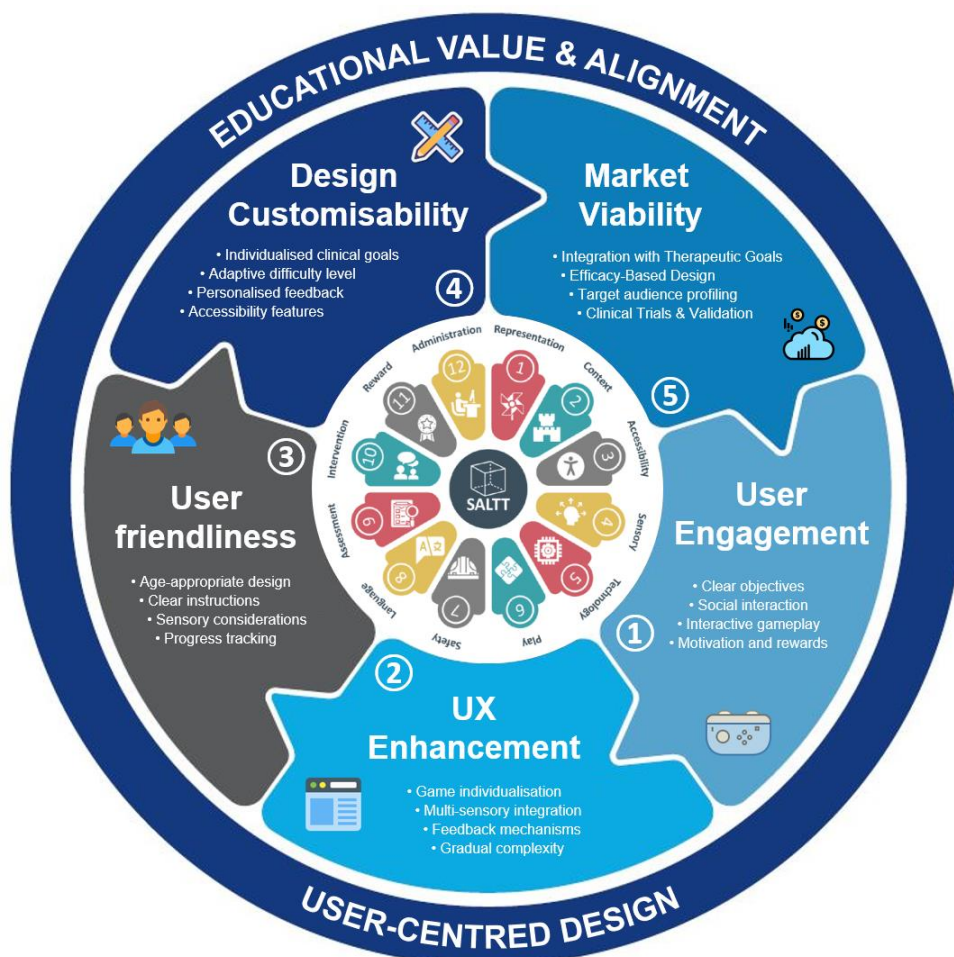 EDUCATIONAL VALUE & ALIGNMENT
Design
Customisability
• Individualised clinical goals
• Adaptive difficulty level
• Personalised feedback
• Accessibility features
④
Market
Viability
• Integration with Therapeutic Goals
• Efficacy-Based Design
• Target audience profiling
• Clinical Trials & Validation
⑤
User
Engagement
• Clear objectives
• Social interaction
• Interactive gameplay
• Motivation and rewards
①
UX
Enhancement
• Game individualisation
• Multi-sensory integration
• Feedback mechanisms
• Gradual complexity
②
User
friendliness
• Age-appropriate design
• Clear instructions
• Sensory considerations
• Progress tracking
③
Representation
1
Context
2
Accessibility
3
Sensory
4
Technology
5
Play
6
Safety
7
Language
8
Assessment
9
Intervention
10
Reward
11
Administration
12
SALTT
USER-CENTRED DESIGN